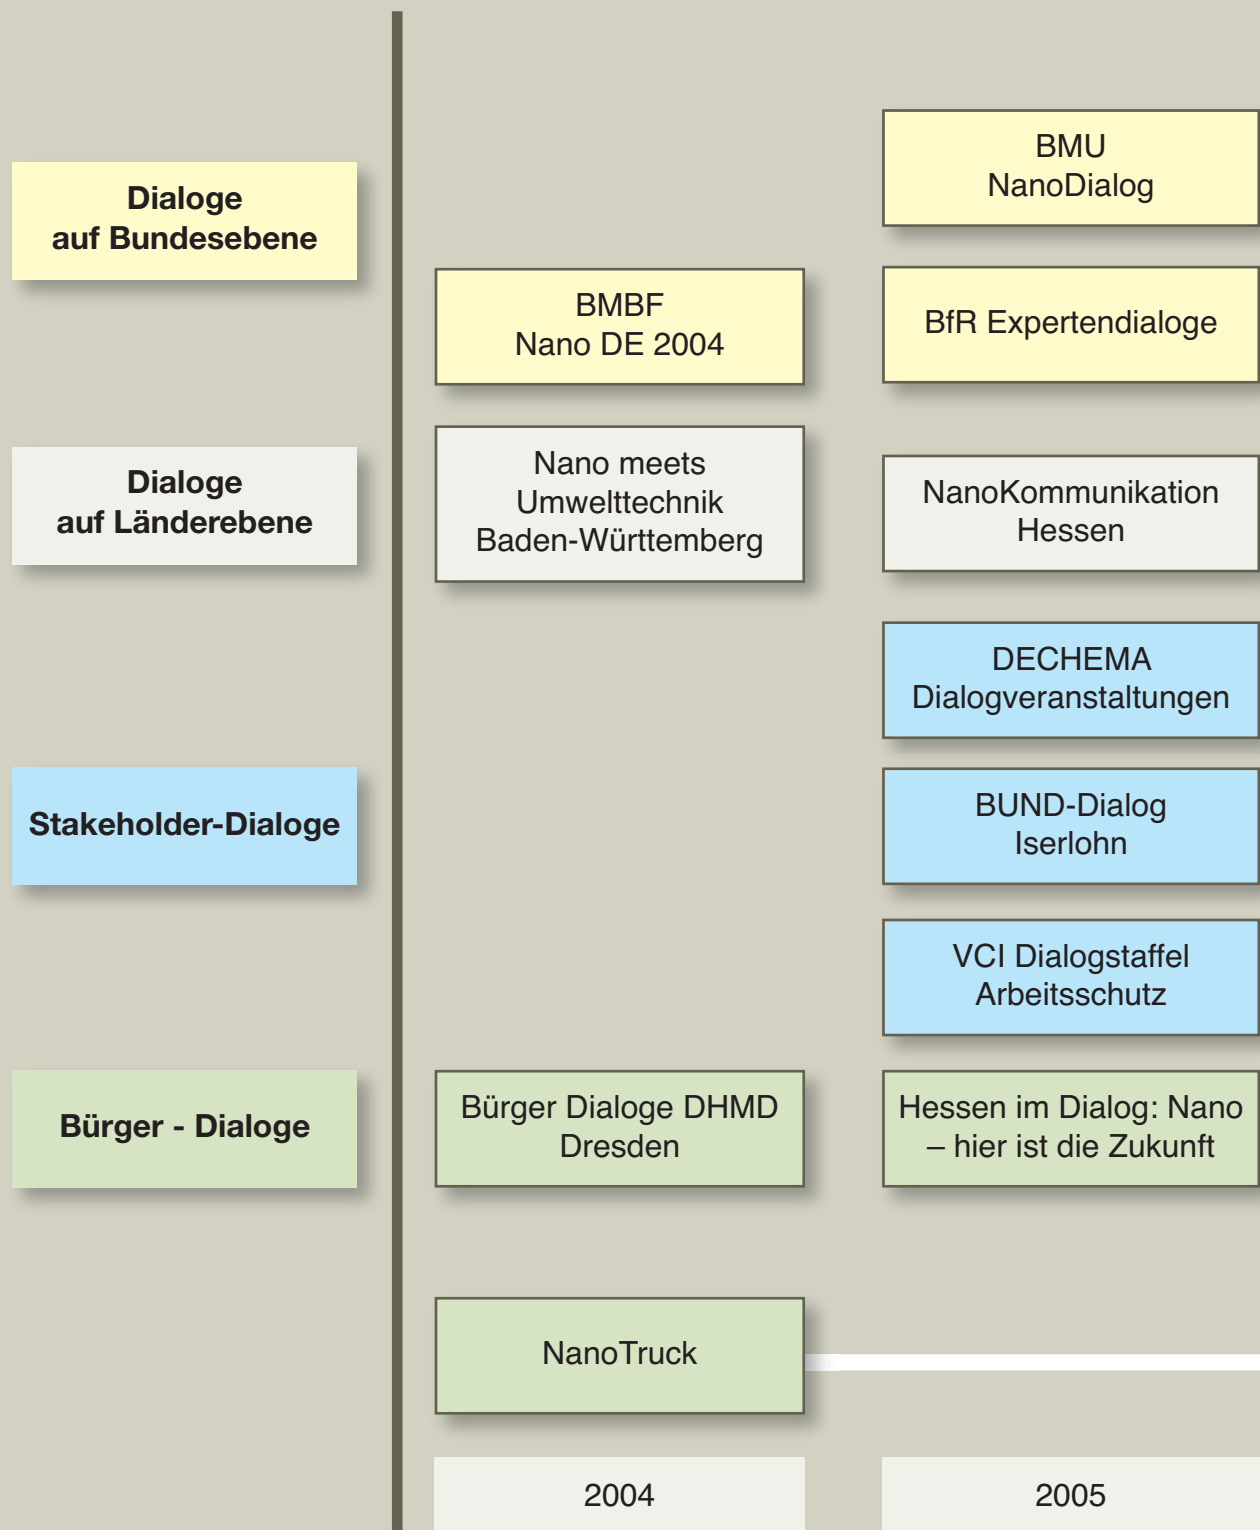 Dialoge
auf Bundesebene
Dialoge
auf Länderebene
Stakeholder-Dialoge
Bürger - Dialoge
BMBF
Nano DE 2004
Nano meets
Umwelttechnik
Baden-Württemberg
Bürger Dialoge DHMD
Dresden
NanoTruck
2004
BMU
NanoDialog
BfR Expertendialoge
NanoKommunikation
Hessen
DECHEMA
Dialogveranstaltungen
BUND-Dialog
Iserlohn
VCI Dialogstaffel
Arbeitsschutz
Hessen im Dialog: Nano
– hier ist die Zukunft
2005